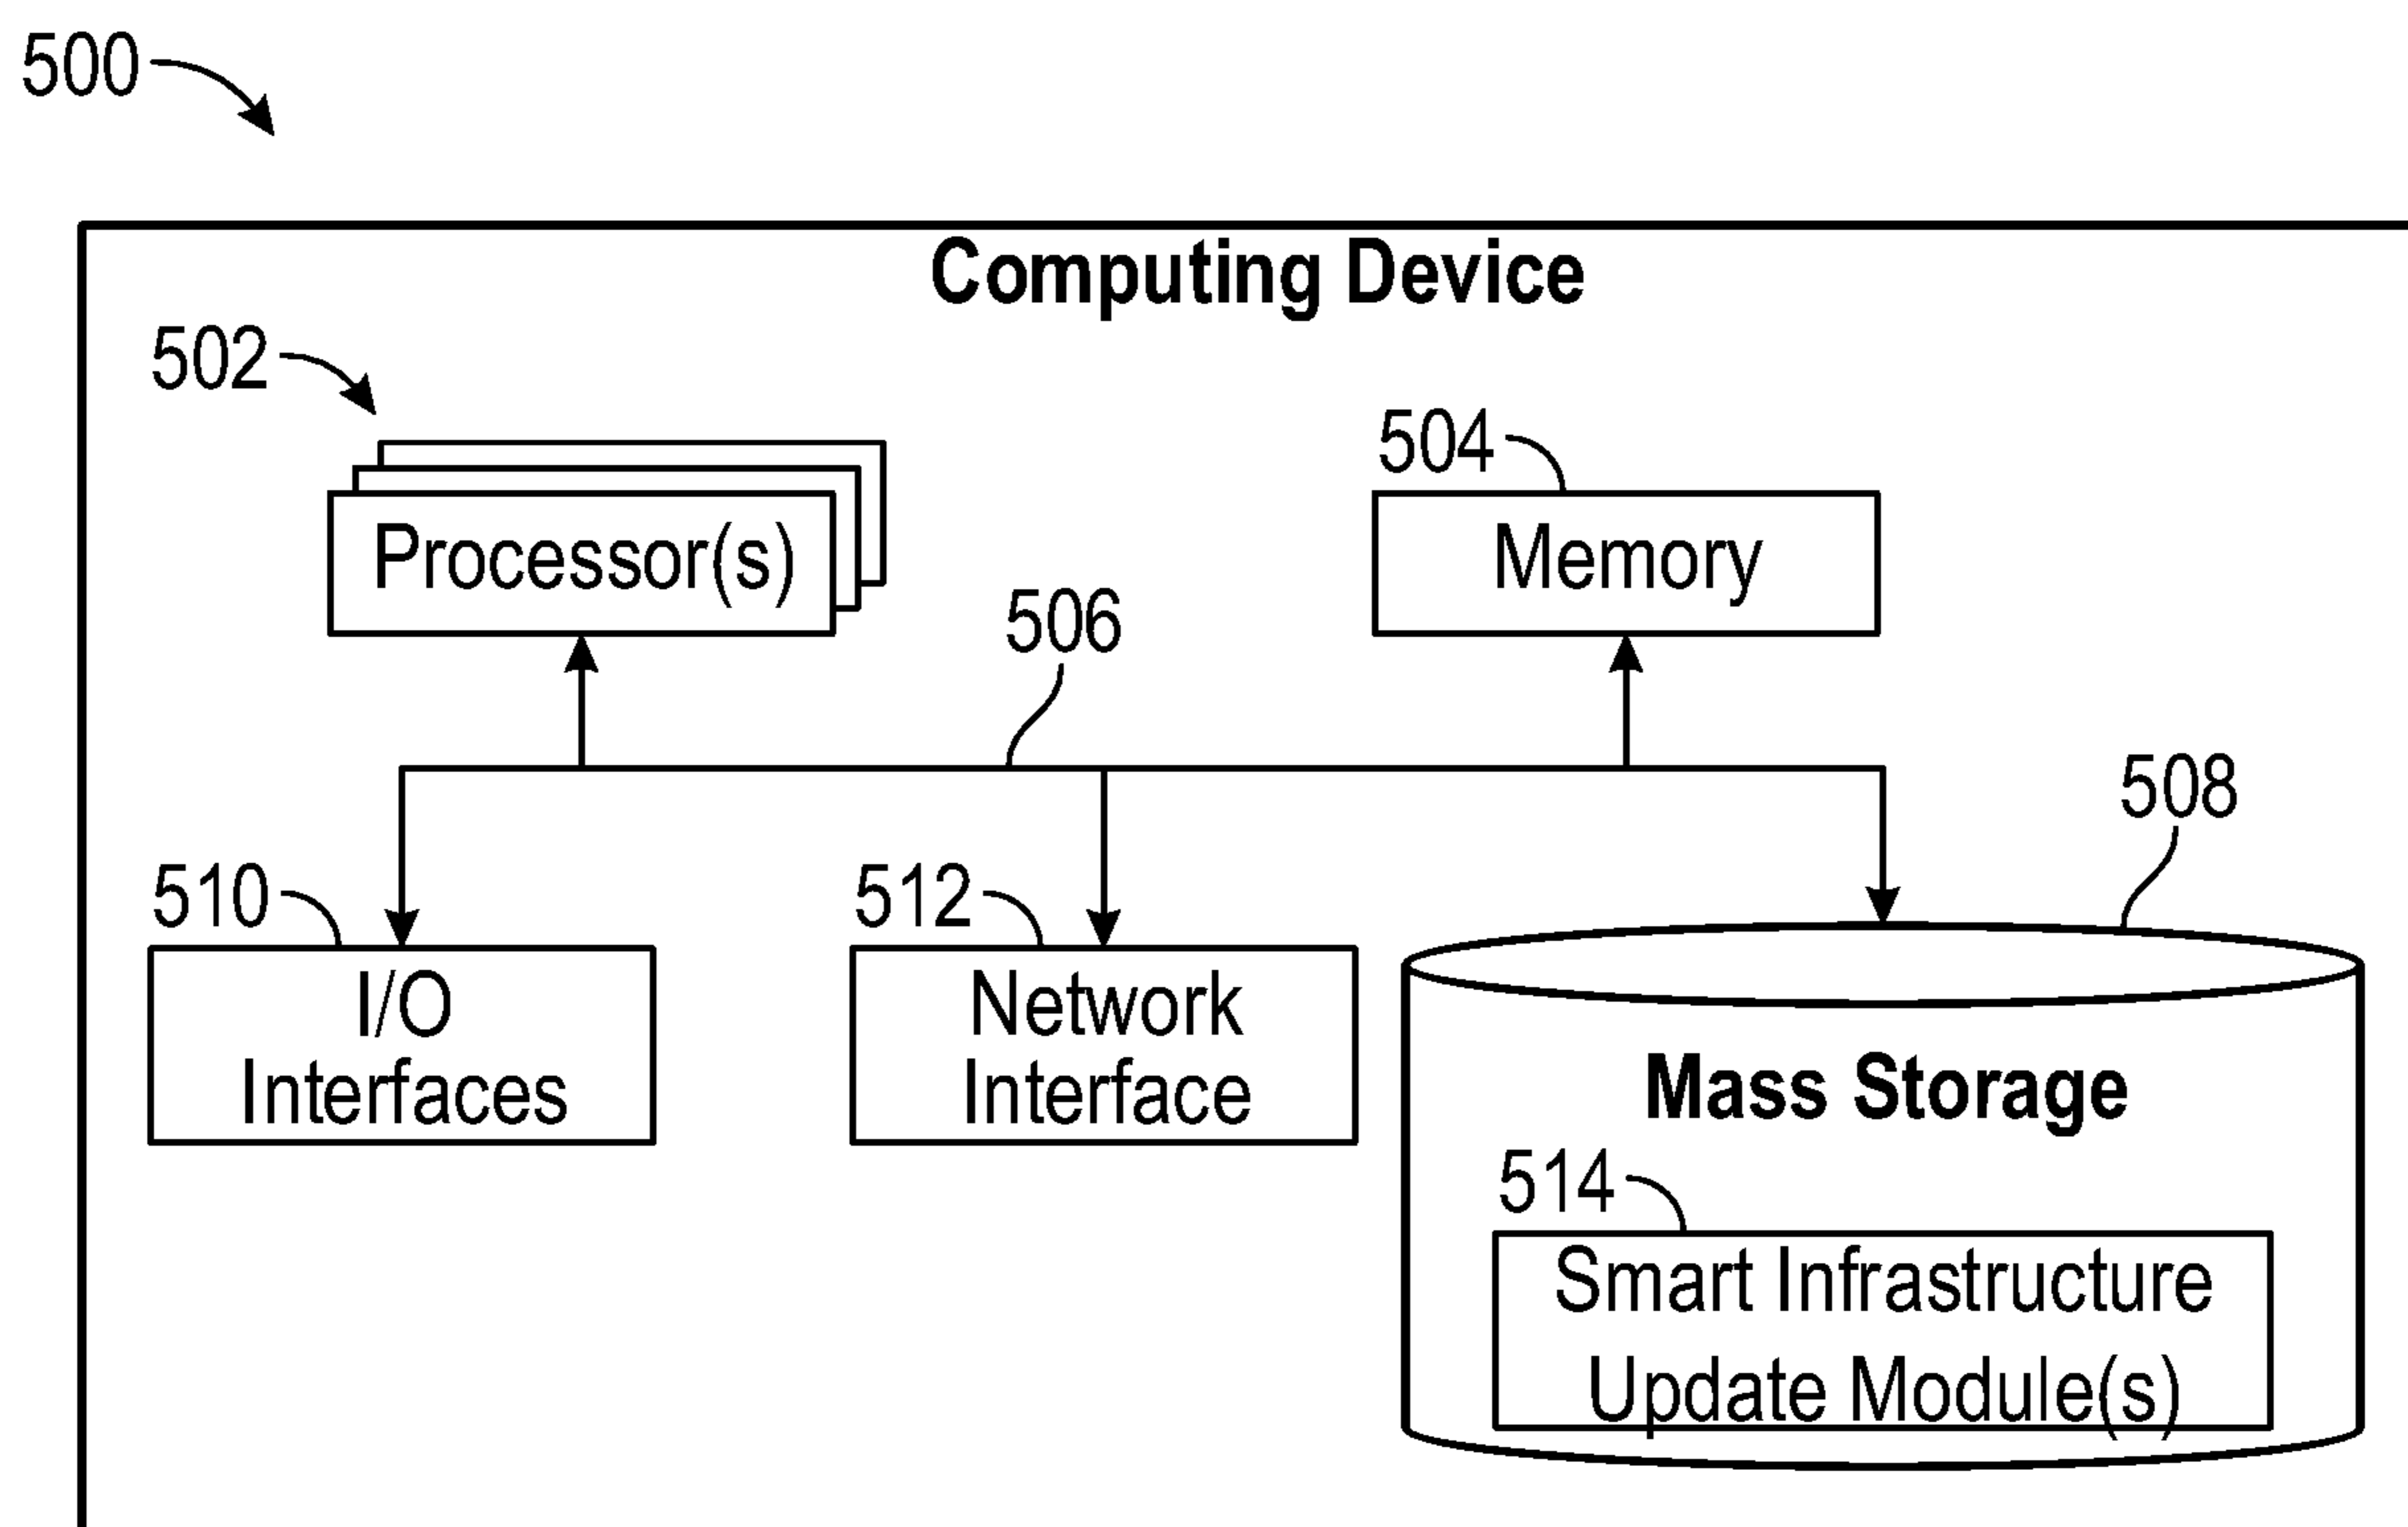 500
Computing Device
502
504
Processor(s)
Memory
506
508
510
512
I/O
Interfaces
Network
Interface
Mass Storage
514
Smart Infrastructure
Update Module(s)